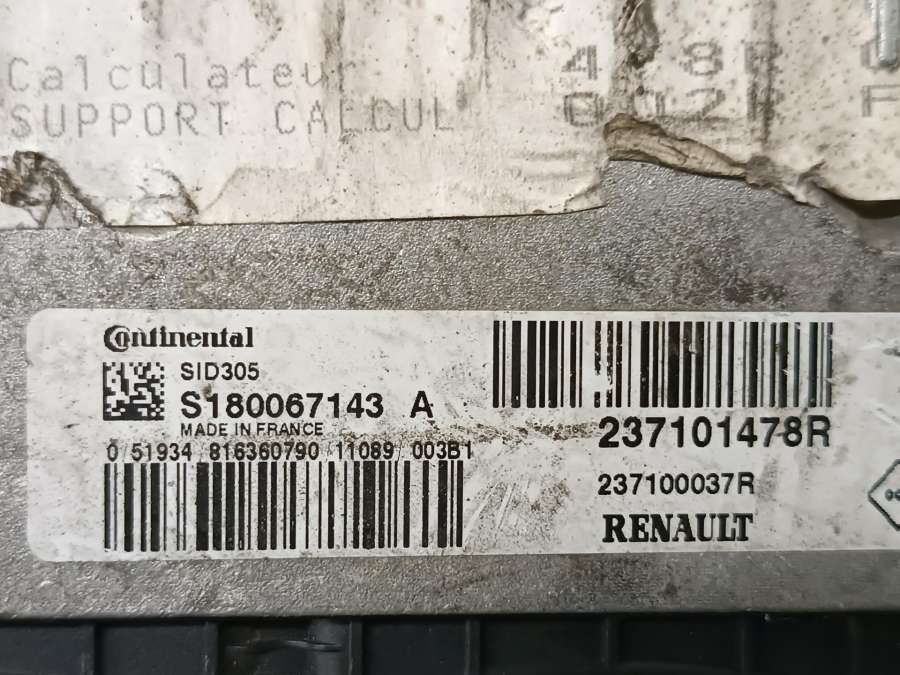 Calculateur
SUPPORT CALCUL
Continental
SID305
S180067143 A
MADE IN FRANCE
0 51934 816360790 11089 003B1
237101478R
237100037R
RENAULT